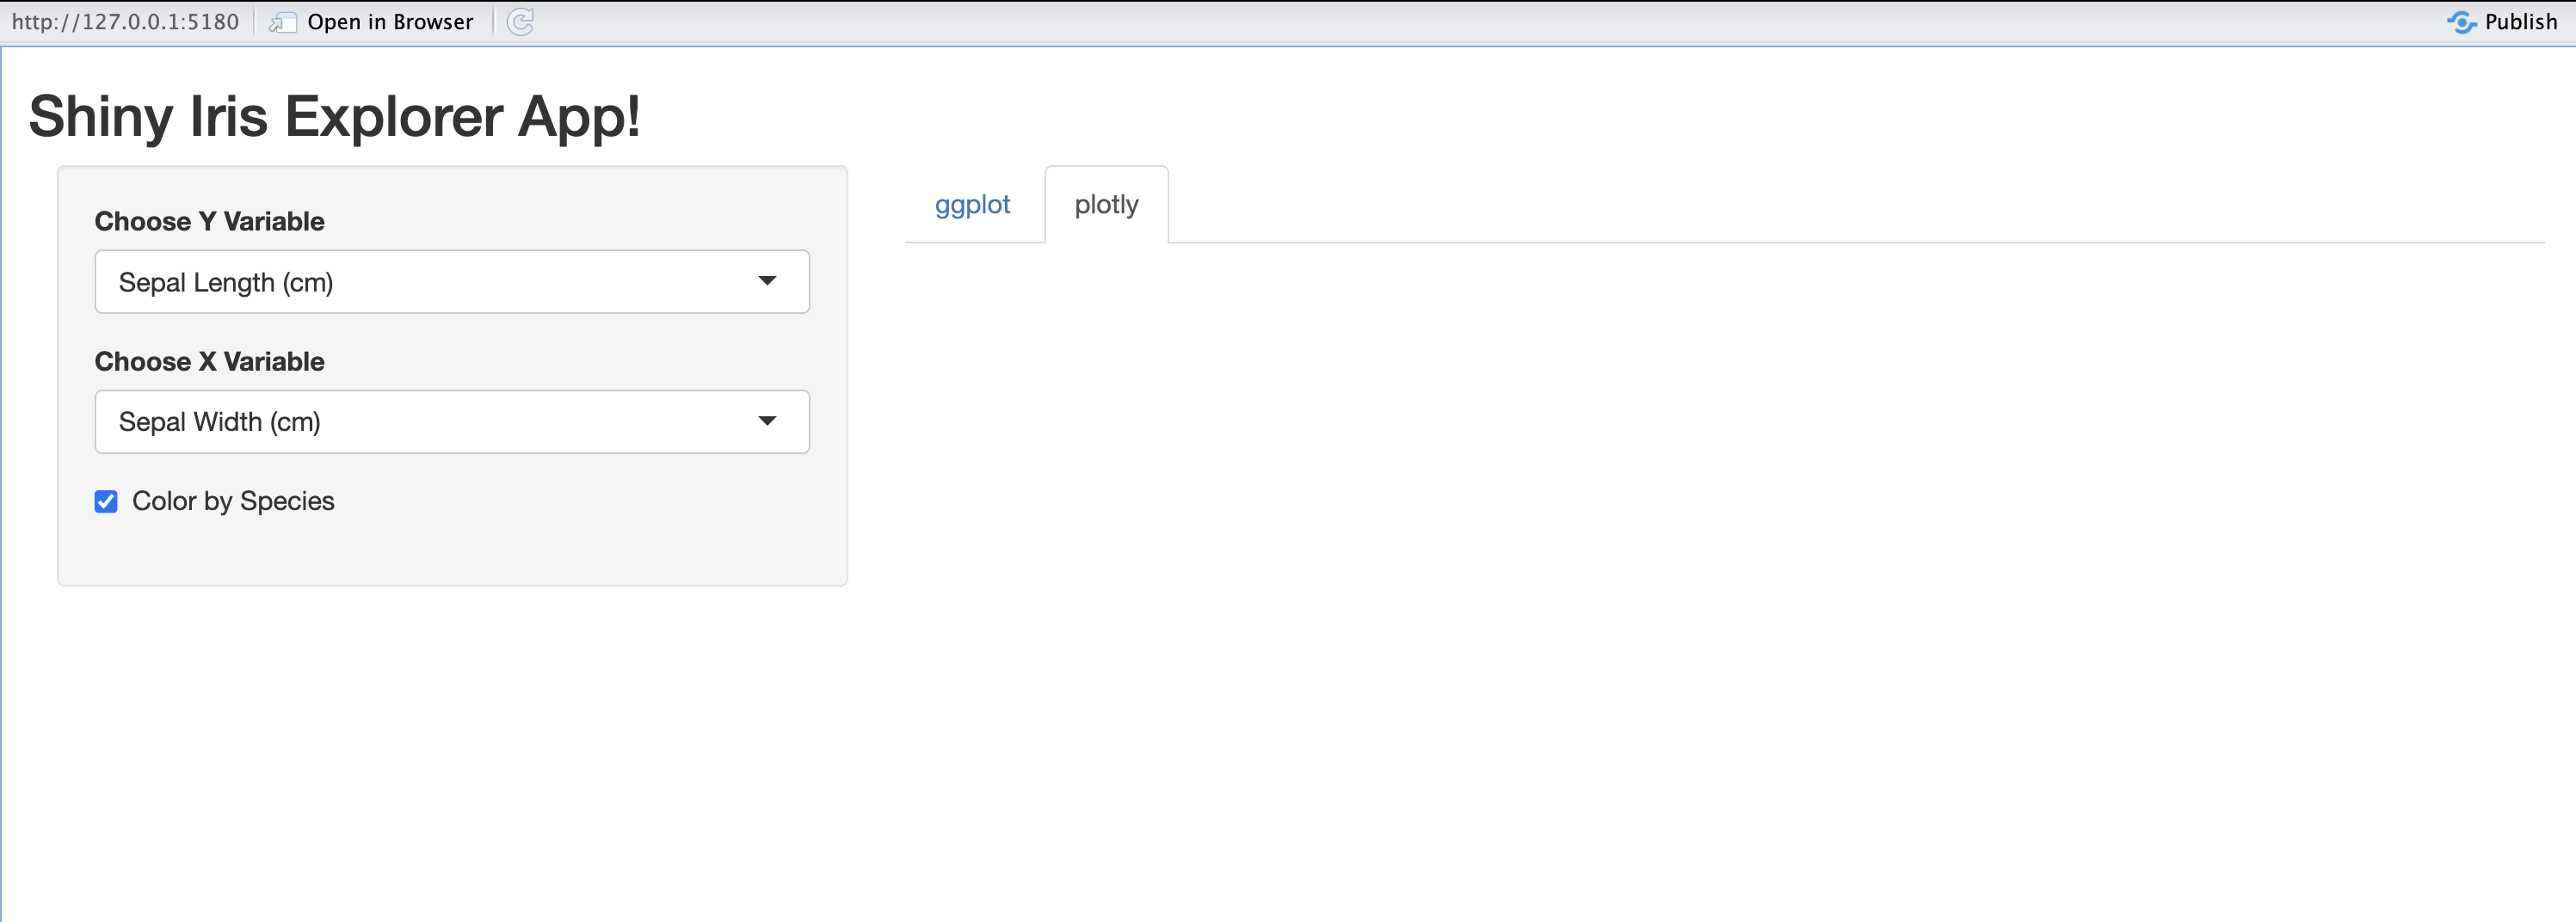 http://127.0.0.1:5180 Open in Browser Publish
Shiny Iris Explorer App!
Choose Y Variable
Sepal Length (cm)
Choose X Variable
Sepal Width (cm)
Color by Species
ggplot plotly